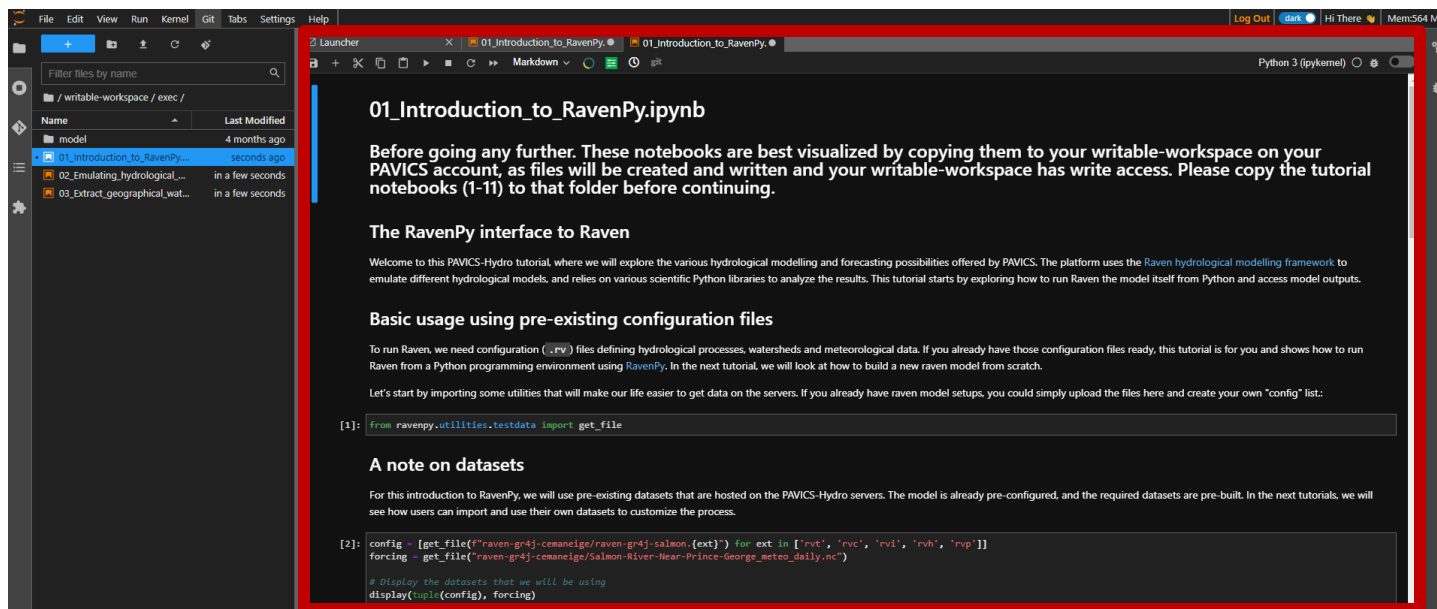 File Edit View Run Kernel Git Tabs Settings Help
Log Out dark Hi There Mem:564 M
Filter files by name
/ writable-workspace / exec /
Name Last Modified
model 4 months ago
01_Introduction_to_RavenPy.... seconds ago
02_Emulating_hydrological_... in a few seconds
03_Extract_geographical_wat... in a few seconds
Launcher 01_Introduction_to_RavenPy. 01_Introduction_to_RavenPy.
Markdown git Python 3 (ipykernel)
01_Introduction_to_RavenPy.ipynb
Before going any further. These notebooks are best visualized by copying them to your writable-workspace on your
PAVICS account, as files will be created and written and your writable-workspace has write access. Please copy the tutorial
notebooks (1-11) to that folder before continuing.
The RavenPy interface to Raven
Welcome to this PAVICS-Hydro tutorial, where we will explore the various hydrological modelling and forecasting possibilities offered by PAVICS. The platform uses the Raven hydrological modelling framework to
emulate different hydrological models, and relies on various scientific Python libraries to analyze the results. This tutorial starts by exploring how to run Raven the model itself from Python and access model outputs.
Basic usage using pre-existing configuration files
To run Raven, we need configuration ( .rv ) files defining hydrological processes, watersheds and meteorological data. If you already have those configuration files ready, this tutorial is for you and shows how to run
Raven from a Python programming environment using RavenPy. In the next tutorial, we will look at how to build a new raven model from scratch.
Let's start by importing some utilities that will make our life easier to get data on the servers. If you already have raven model setups, you could simply upload the files here and create your own "config" list.:
[1]: from ravenpy.utilities.testdata import get_file
A note on datasets
For this introduction to RavenPy, we will use pre-existing datasets that are hosted on the PAVICS-Hydro servers. The model is already pre-configured, and the required datasets are pre-built. In the next tutorials, we will
see how users can import and use their own datasets to customize the process.
[2]: config = [get_file(f"raven-gr4j-cemaneige/raven-gr4j-salmon.{ext}") for ext in ['rvt', 'rvc', 'rvi', 'rvh', 'rvp']]
forcing = get_file("raven-gr4j-cemaneige/Salmon-River-Near-Prince-George_meteo_daily.nc")
# Display the datasets that we will be using
display(tuple(config), forcing)